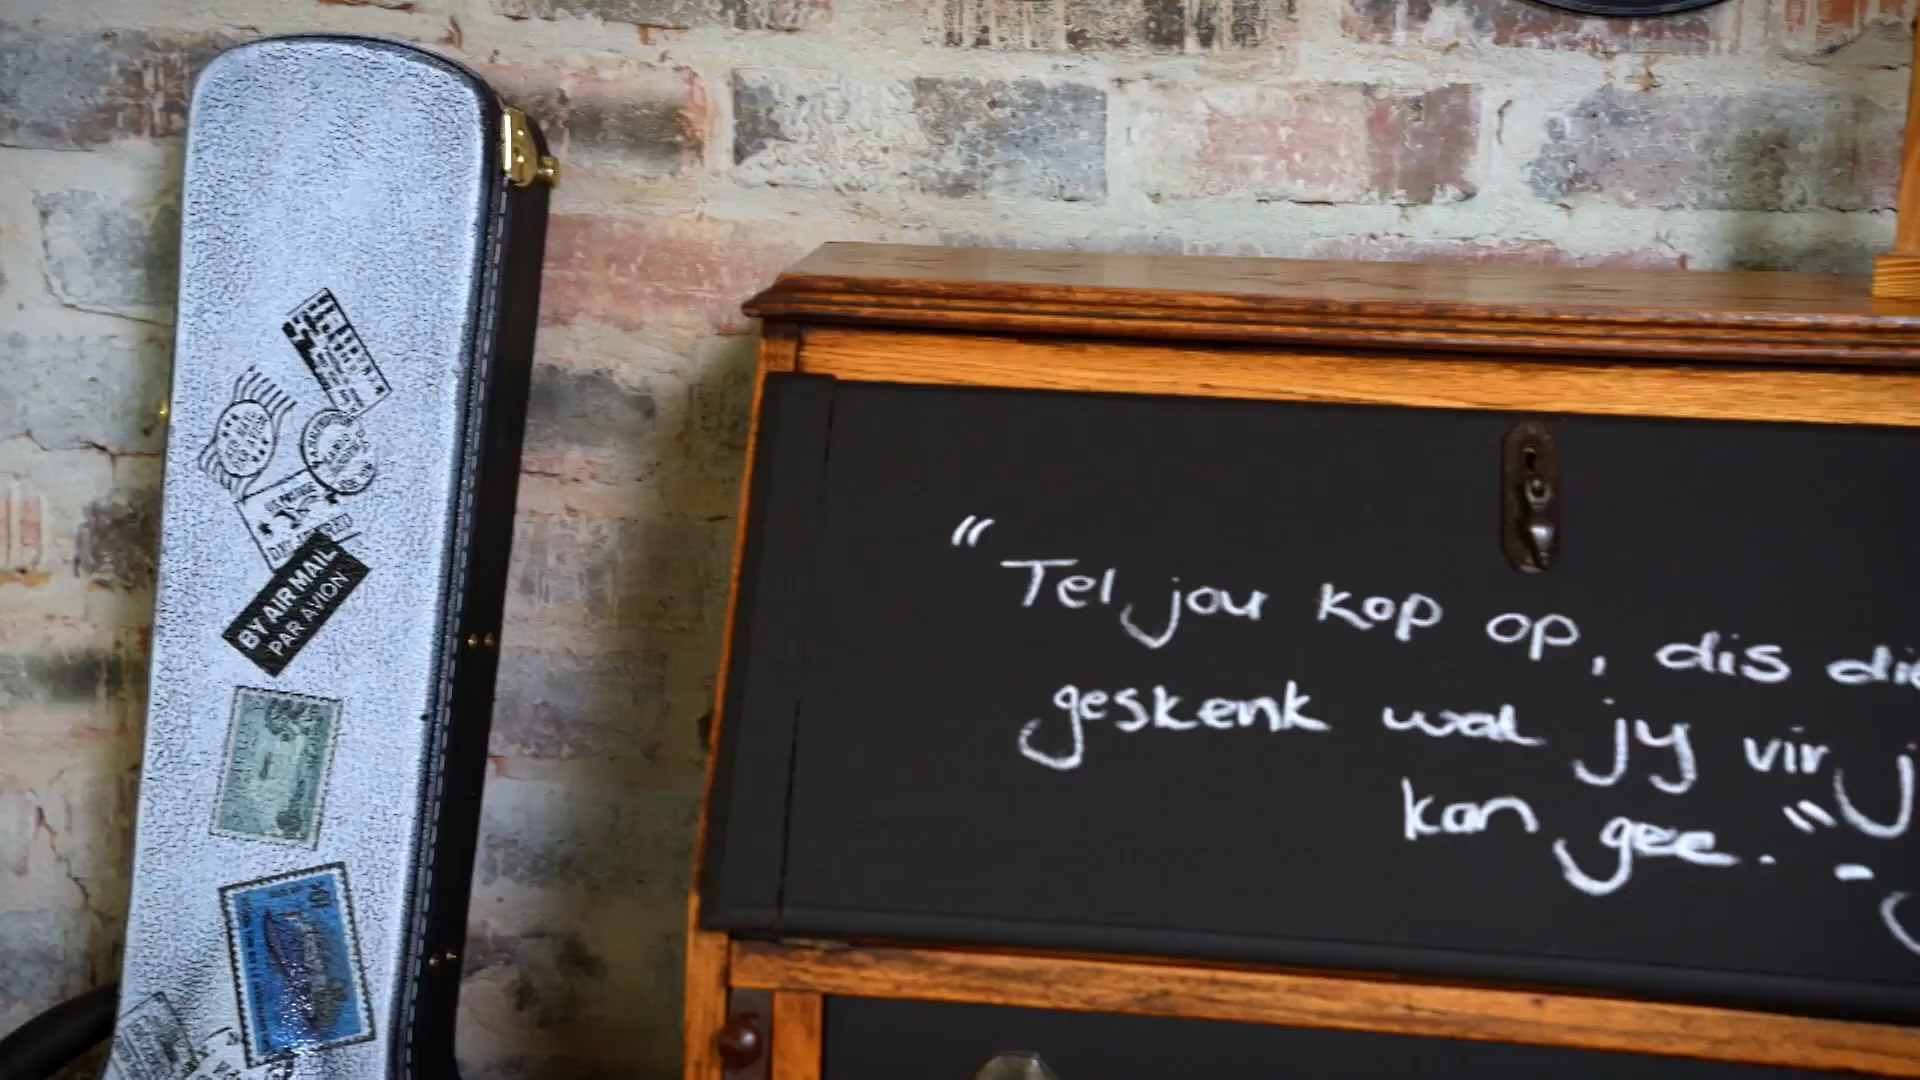 BY AIR MAIL
PAR AVION
" Tel jou kop op, dis die
geskenk wat jy vir j
kan gee. " -